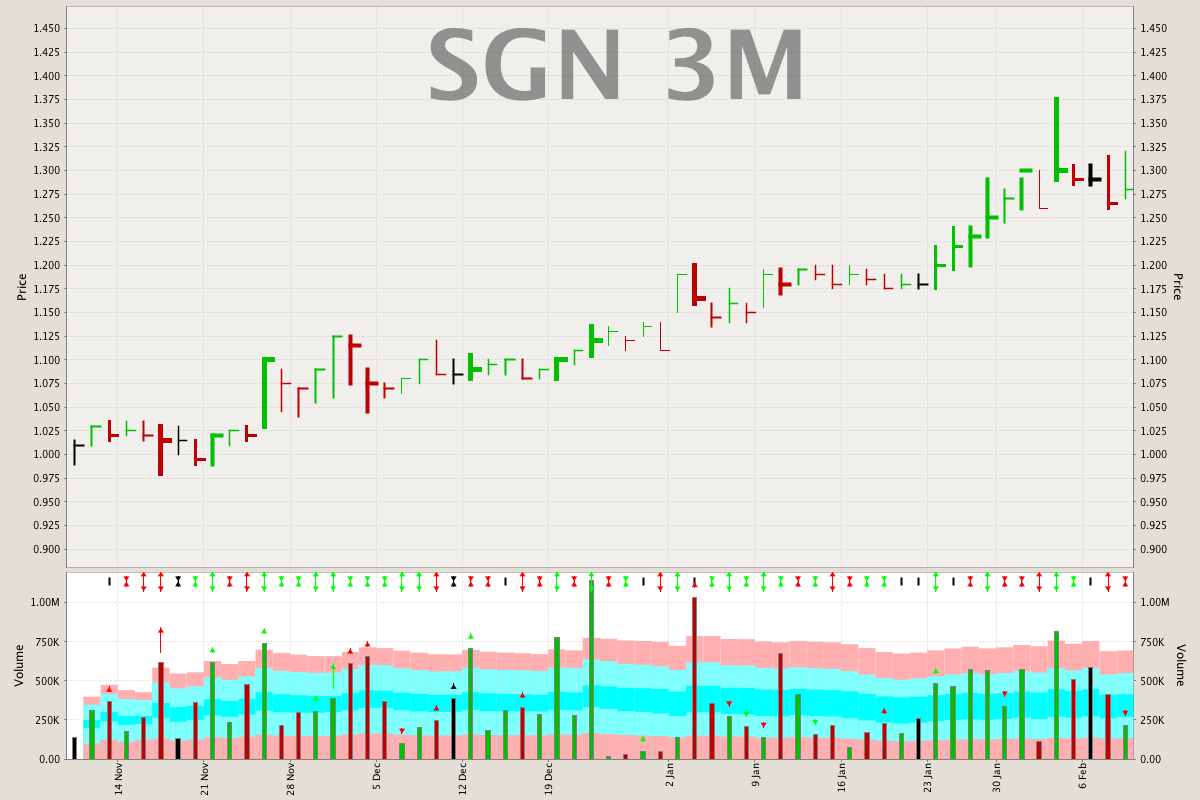 SGN 3M
1.450 1.450
1.425 1.425
1.400 1.400
1.375 1.375
1.350 1.350
1.325 1.325
1.300 1.300
1.275 1.275
1.250 1.250
1.225 1.225
1.200 1.200
1.175 1.175
1.150 1.150
1.125 1.125
1.100 1.100
1.075 1.075
1.050 1.050
1.025 1.025
1.000 1.000
0.975 0.975
0.950 0.950
0.925 0.925
0.900 0.900
Price
Price
1.00M 1.00M
750K 750K
500K 500K
250K 250K
0.00 0.00
Volume
Volume
14 Nov
21 Nov
28 Nov
5 Dec
12 Dec
19 Dec
2 Jan
9 Jan
16 Jan
23 Jan
30 Jan
6 Feb